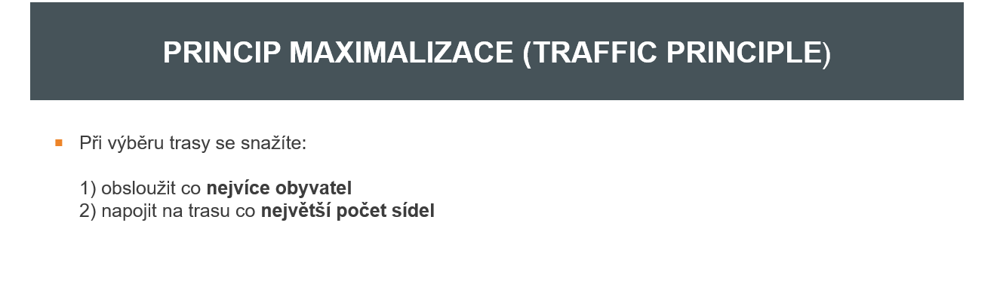 PRINCIP MAXIMALIZACE (TRAFFIC PRINCIPLE)
Při výběru trasy se snažíte:
1) obsloužit co nejvíce obyvatel
2) napojit na trasu co největší počet sídel